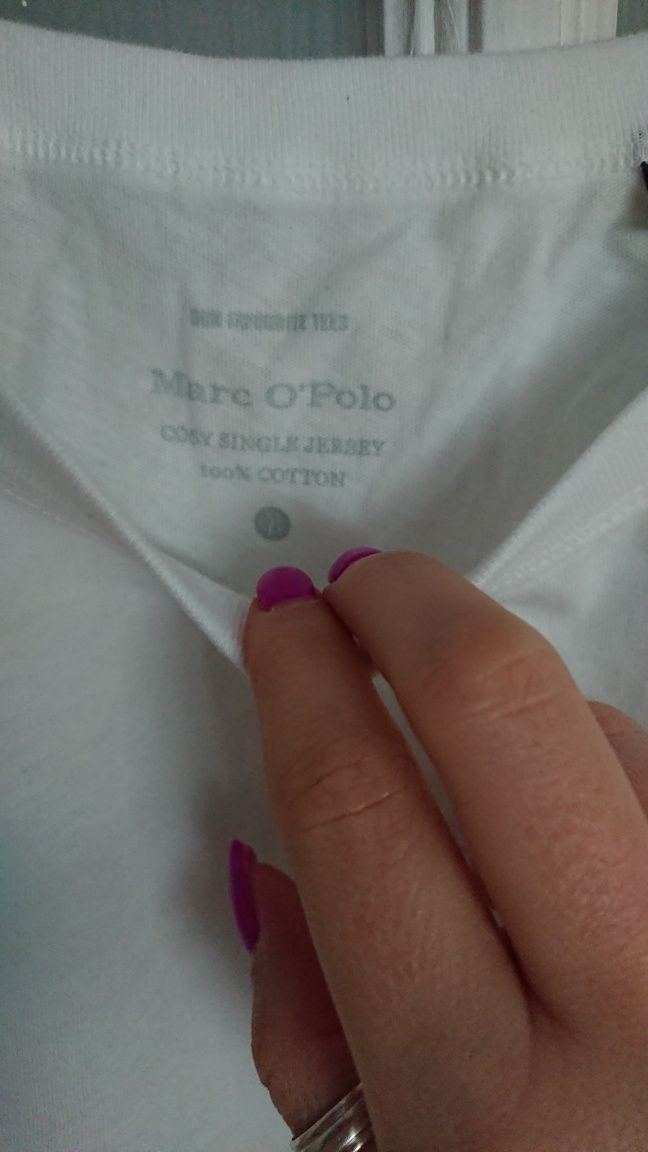 OUR FAVOURITE TEES
Marc O'Polo
COSY SINGLE JERSEY
100% COTTON